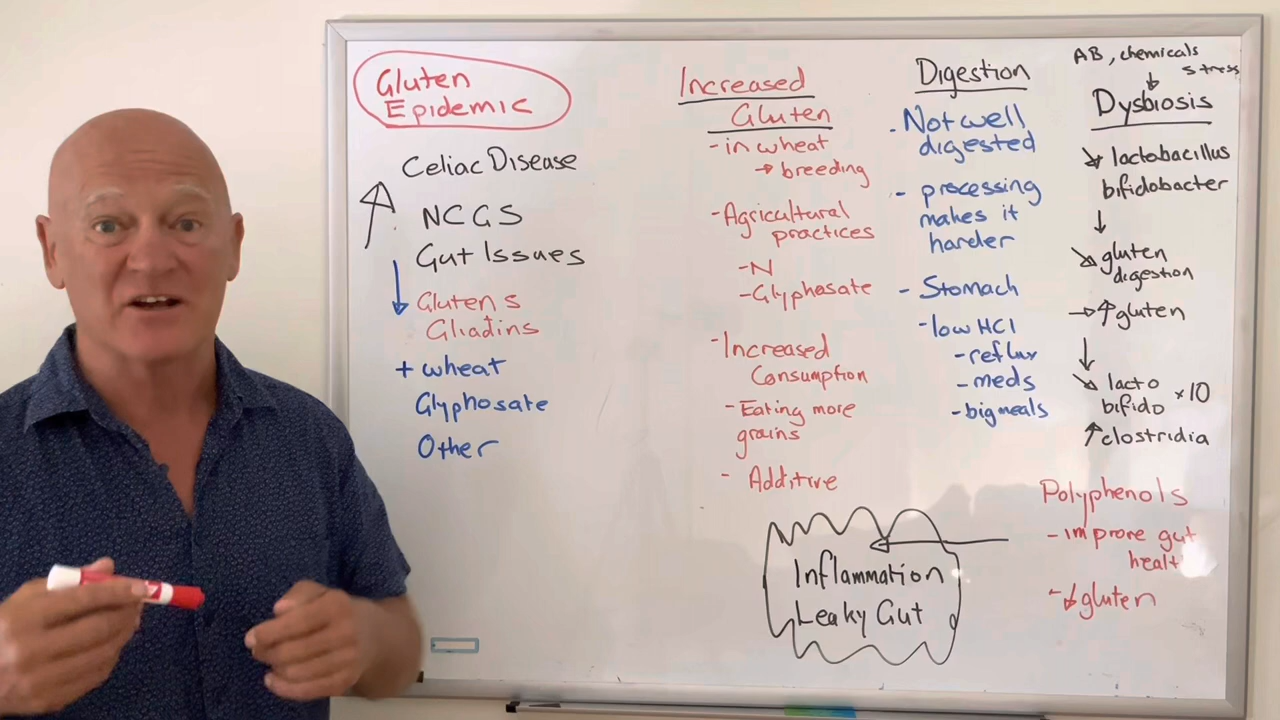 Gluten
Epidemic
Celiac Disease
NCGS
Gut Issues
Glutens
Gliadins
+ wheat
Glyphosate
Other
Increased
Gluten
- in wheat
→ breeding
- Agricultural
practices
- N
- Glyphosate
- Increased
Consumption
- Eating more
grains
- Additive
Digestion
- Not well
digested
- processing
makes it
harder
- Stomach
- low HCl
- reflux
- meds
- big meals
AB, chemicals
stress
↓
Dysbiosis
↘ lactobacillus
bifidobacter
↓
↘ gluten
digestion
→ ↑ gluten
↓
↘ lacto
bifido x10
↑ clostridia
Inflammation
Leaky Gut
Polyphenols
- improve gut
healt
- ↓ gluten